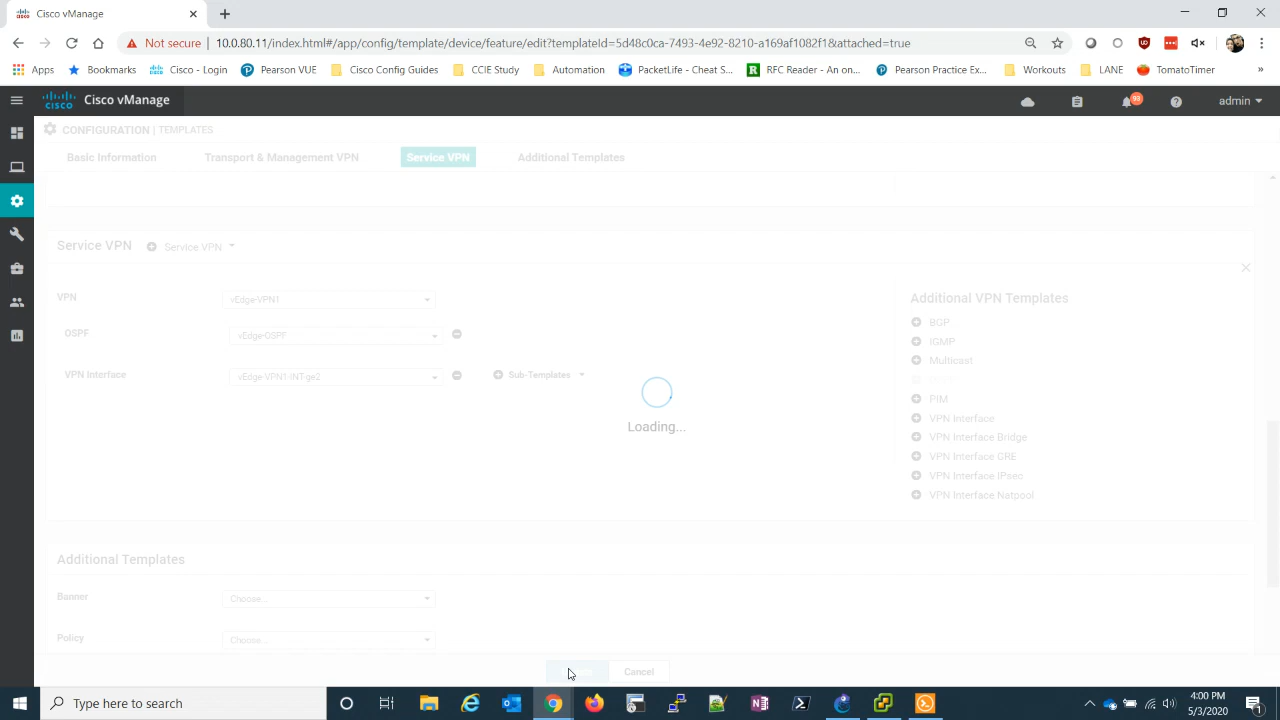 Cisco vManage
Not secure
10.0.80.11/index.html#/app/config/template/device/feature/edit?templateId=5d48c0ca-7493-4e92-8210-a169af1082f1&attached=true
Apps
Basic Information
Cisco - Login
Pearson VUE
Cisco Config Guides
CCIE Study
Automation
PacketLife - Cheat S...
RFC Reader - An on...
Pearson Practice Ex...
Workouts
LANE
TomatoTimer
»
cisco
Cisco vManage
admin
CONFIGURATION | TEMPLATES
Basic Information
Transport & Management VPN
Service VPN
Additional Templates
Service VPN
Service VPN
VPN
vEdge-VPN1
OSPF
vEdge-OSPF
VPN Interface
vEdge-VPN1-INT-ge2
Sub-Templates
Additional VPN Templates
BGP
IGMP
Multicast
PIM
VPN Interface
VPN Interface Bridge
VPN Interface GRE
VPN Interface IPsec
VPN Interface Natpool
Loading...
Additional Templates
Banner
Choose...
Policy
Choose...
Cancel
Type here to search
4:00 PM
5/3/2020